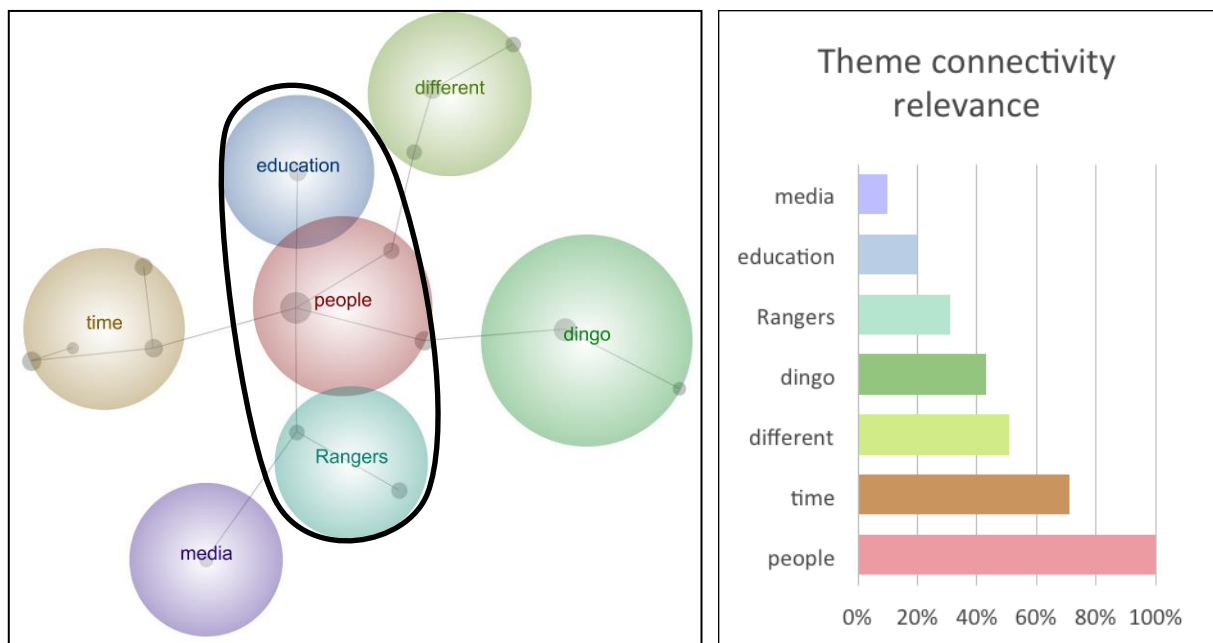 different
education
people
time
dingo
Rangers
media
Theme connectivity
relevance
media
education
Rangers
dingo
different
time
people
0% 20% 40% 60% 80% 100%